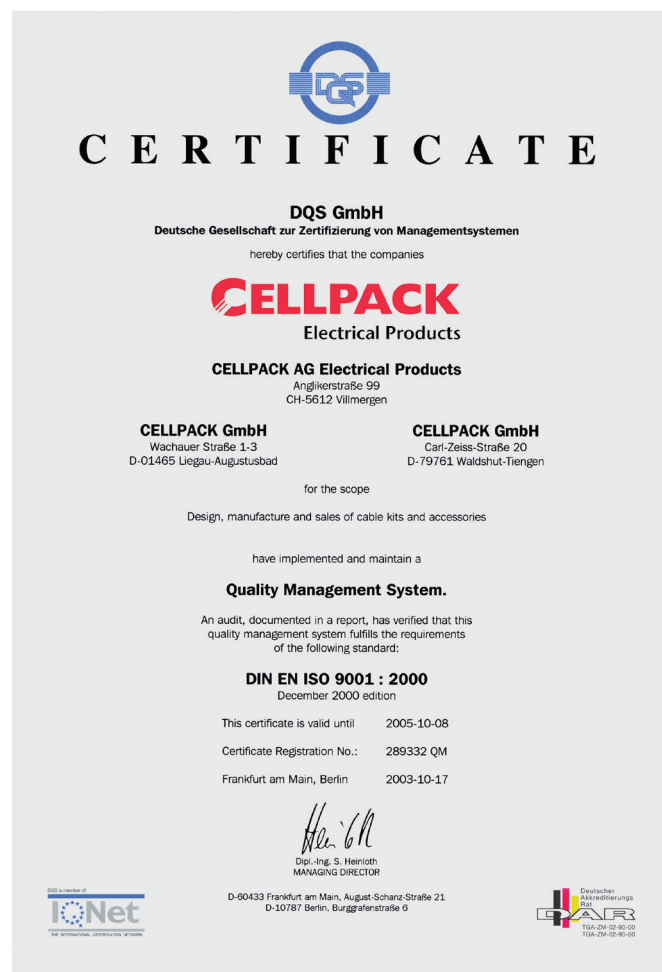 DQS
CERTIFICATE
DQS GmbH
Deutsche Gesellschaft zur Zertifizierung von Managementsystemen
hereby certifies that the companies
CELLPACK
Electrical Products
CELLPACK AG Electrical Products
Anglikerstraße 99
CH-5612 Villmergen
CELLPACK GmbH
Wachauer Straße 1-3
D-01465 Liegau-Augustusbad
CELLPACK GmbH
Carl-Zeiss-Straße 20
D-79761 Waldshut-Tiengen
for the scope
Design, manufacture and sales of cable kits and accessories
have implemented and maintain a
Quality Management System.
An audit, documented in a report, has verified that this
quality management system fulfills the requirements
of the following standard:
DIN EN ISO 9001 : 2000
December 2000 edition
This certificate is valid until 2005-10-08
Certificate Registration No.: 289332 QM
Frankfurt am Main, Berlin 2003-10-17
Dipl.-Ing. S. Heinloth
MANAGING DIRECTOR
D-60433 Frankfurt am Main, August-Schanz-Straße 21
D-10787 Berlin, Burggrafenstraße 6
DQS is member of
IQNet
THE INTERNATIONAL CERTIFICATION NETWORK
Deutscher
Akkreditierungs
Rat
DAR
TGA-ZM-02-90-00
TGA-ZM-02-90-60